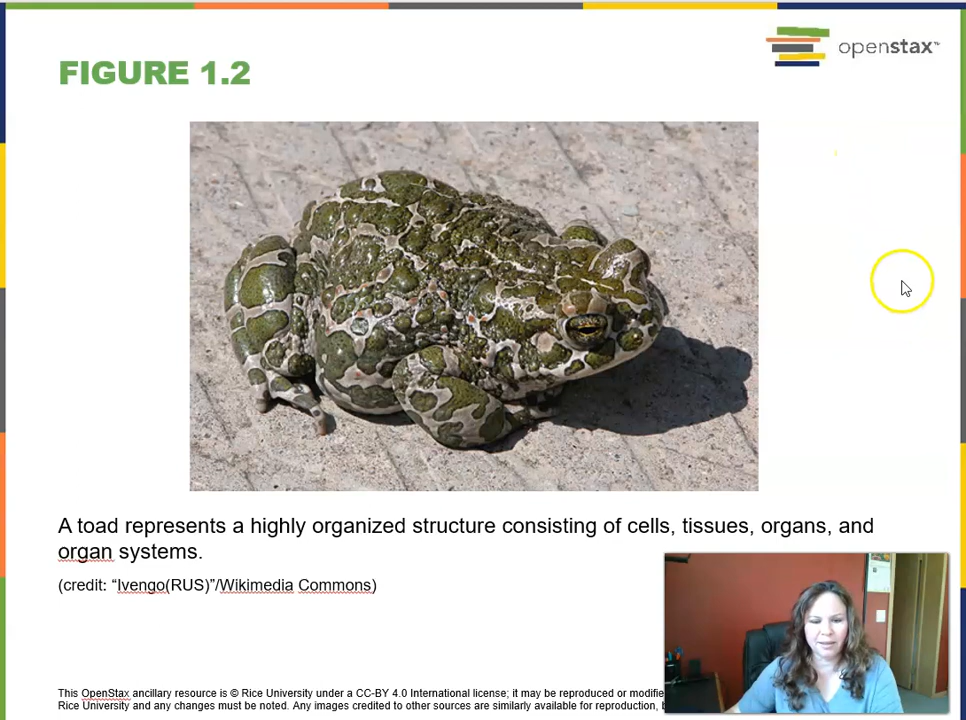 openstax™
FIGURE 1.2
A toad represents a highly organized structure consisting of cells, tissues, organs, and
organ systems.
(credit: “Ivengo(RUS)”/Wikimedia Commons)
This OpenStax ancillary resource is © Rice University under a CC-BY 4.0 International license; it may be reproduced or modifie
Rice University and any changes must be noted. Any images credited to other sources are similarly available for reproduction, b